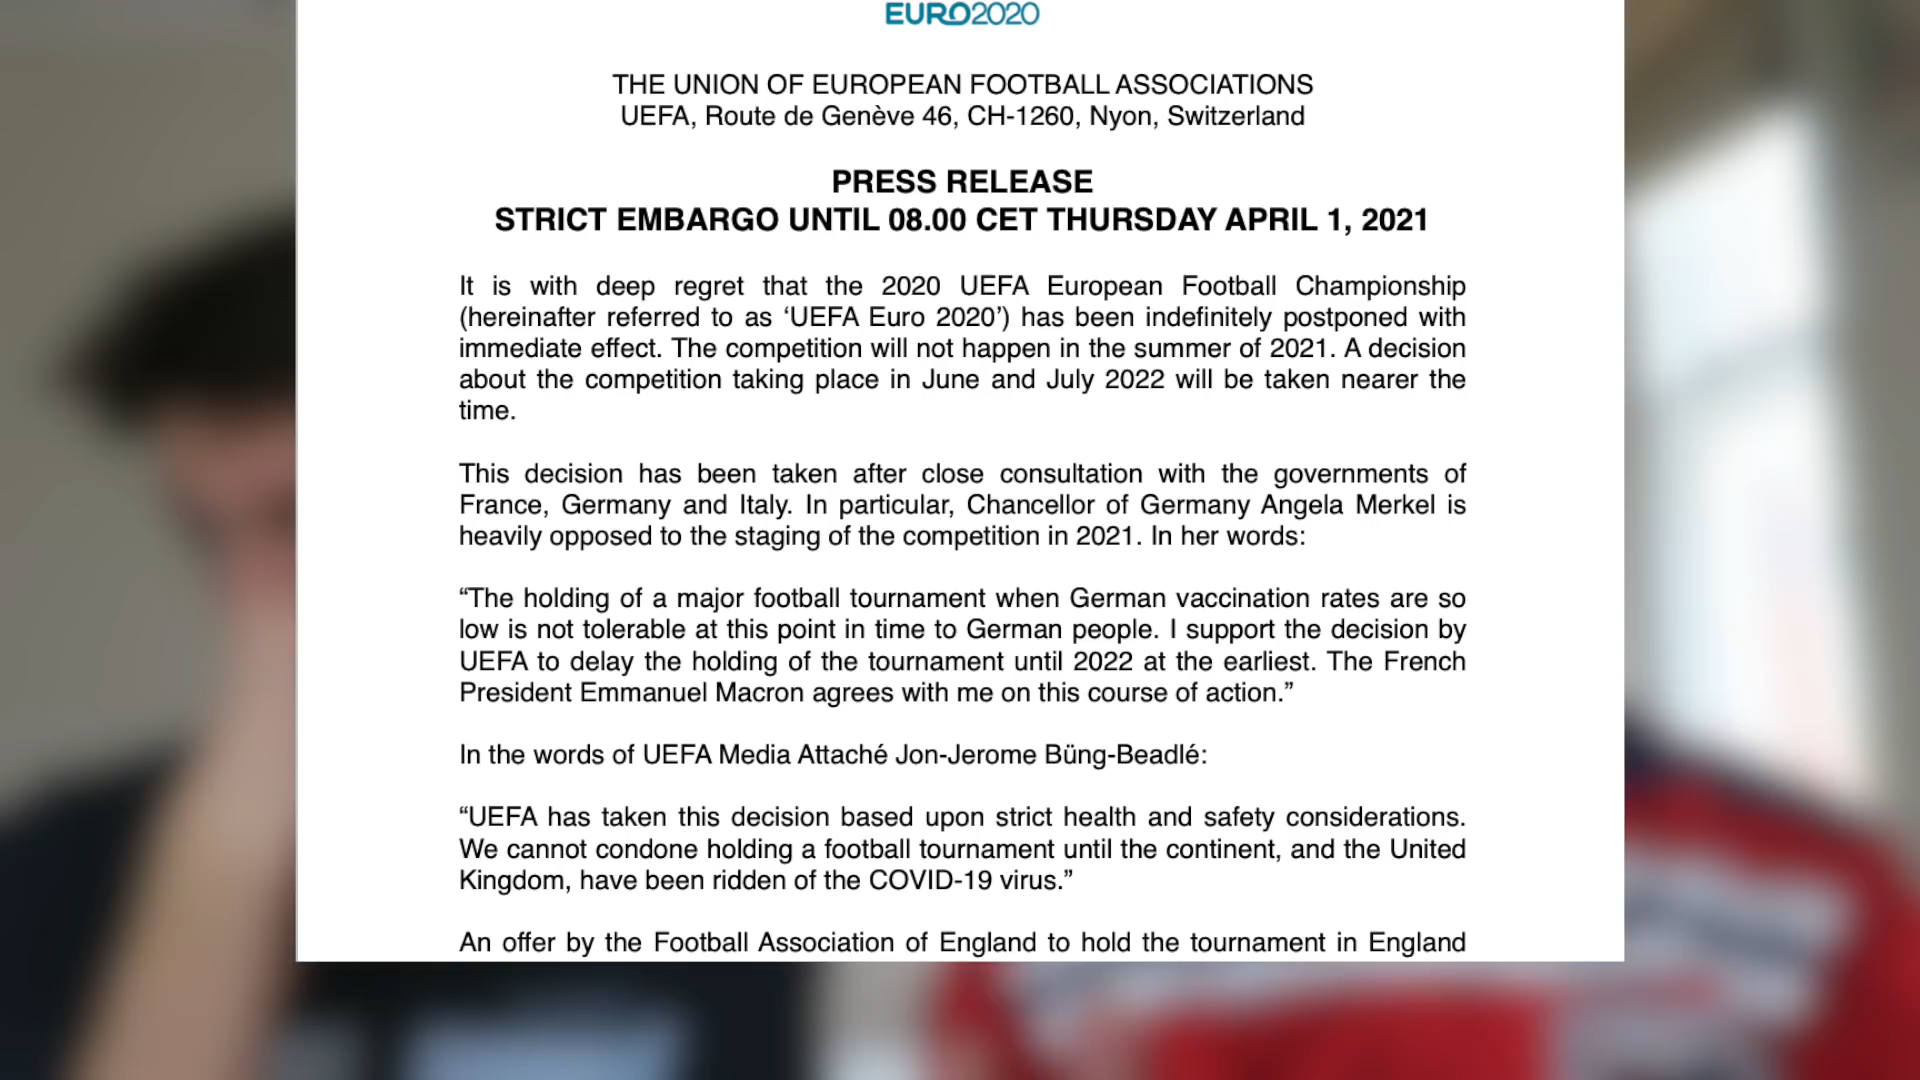 EURO2020
THE UNION OF EUROPEAN FOOTBALL ASSOCIATIONS
UEFA, Route de Genève 46, CH-1260, Nyon, Switzerland
PRESS RELEASE
STRICT EMBARGO UNTIL 08.00 CET THURSDAY APRIL 1, 2021
It is with deep regret that the 2020 UEFA European Football Championship
(hereinafter referred to as ‘UEFA Euro 2020’) has been indefinitely postponed with
immediate effect. The competition will not happen in the summer of 2021. A decision
about the competition taking place in June and July 2022 will be taken nearer the
time.
This decision has been taken after close consultation with the governments of
France, Germany and Italy. In particular, Chancellor of Germany Angela Merkel is
heavily opposed to the staging of the competition in 2021. In her words:
“The holding of a major football tournament when German vaccination rates are so
low is not tolerable at this point in time to German people. I support the decision by
UEFA to delay the holding of the tournament until 2022 at the earliest. The French
President Emmanuel Macron agrees with me on this course of action.”
In the words of UEFA Media Attaché Jon-Jerome Büng-Beadlé:
“UEFA has taken this decision based upon strict health and safety considerations.
We cannot condone holding a football tournament until the continent, and the United
Kingdom, have been ridden of the COVID-19 virus.”
An offer by the Football Association of England to hold the tournament in England